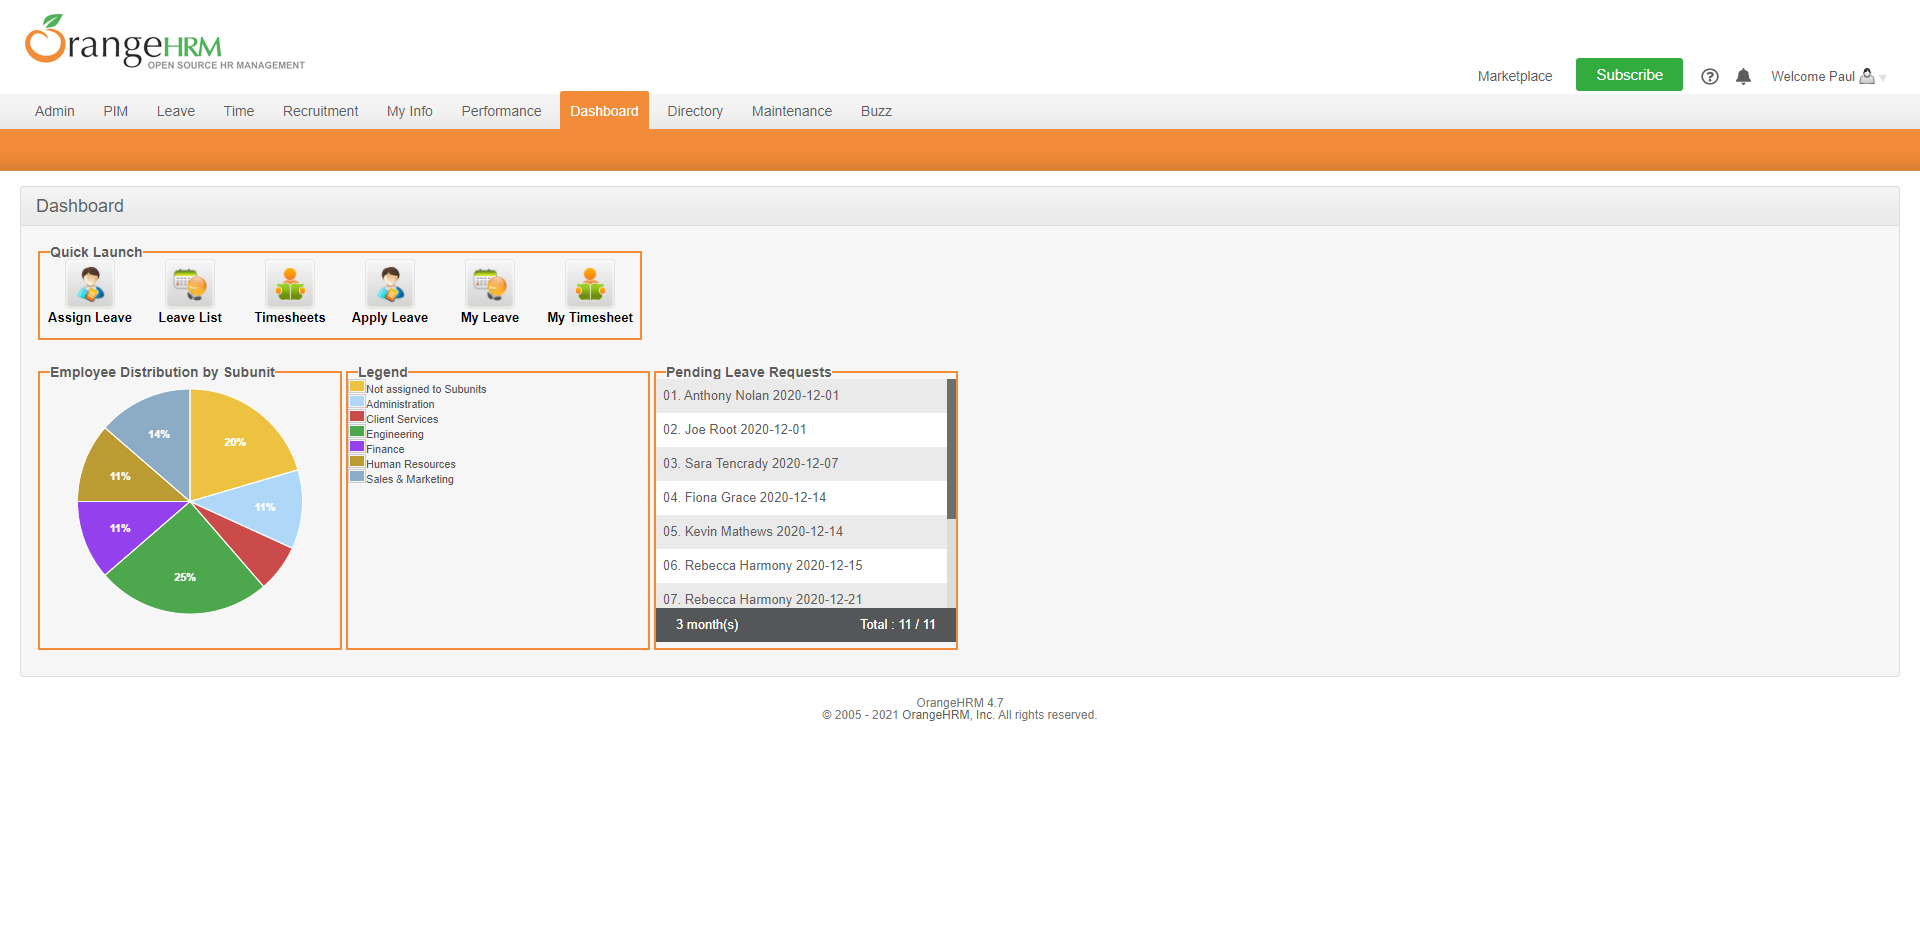 OrangeHRM
OPEN SOURCE HR MANAGEMENT
Marketplace
Subscribe
Welcome Paul
Admin PIM Leave Time Recruitment My Info Performance Dashboard Directory Maintenance Buzz
Dashboard
Quick Launch
Assign Leave Leave List Timesheets Apply Leave My Leave My Timesheet
Employee Distribution by Subunit
20%
11%
25%
11%
11%
14%
Legend
Not assigned to Subunits
Administration
Client Services
Engineering
Finance
Human Resources
Sales & Marketing
Pending Leave Requests
01. Anthony Nolan 2020-12-01
02. Joe Root 2020-12-01
03. Sara Tencrady 2020-12-07
04. Fiona Grace 2020-12-14
05. Kevin Mathews 2020-12-14
06. Rebecca Harmony 2020-12-15
07. Rebecca Harmony 2020-12-21
3 month(s) Total : 11 / 11
OrangeHRM 4.7
© 2005 - 2021 OrangeHRM, Inc. All rights reserved.